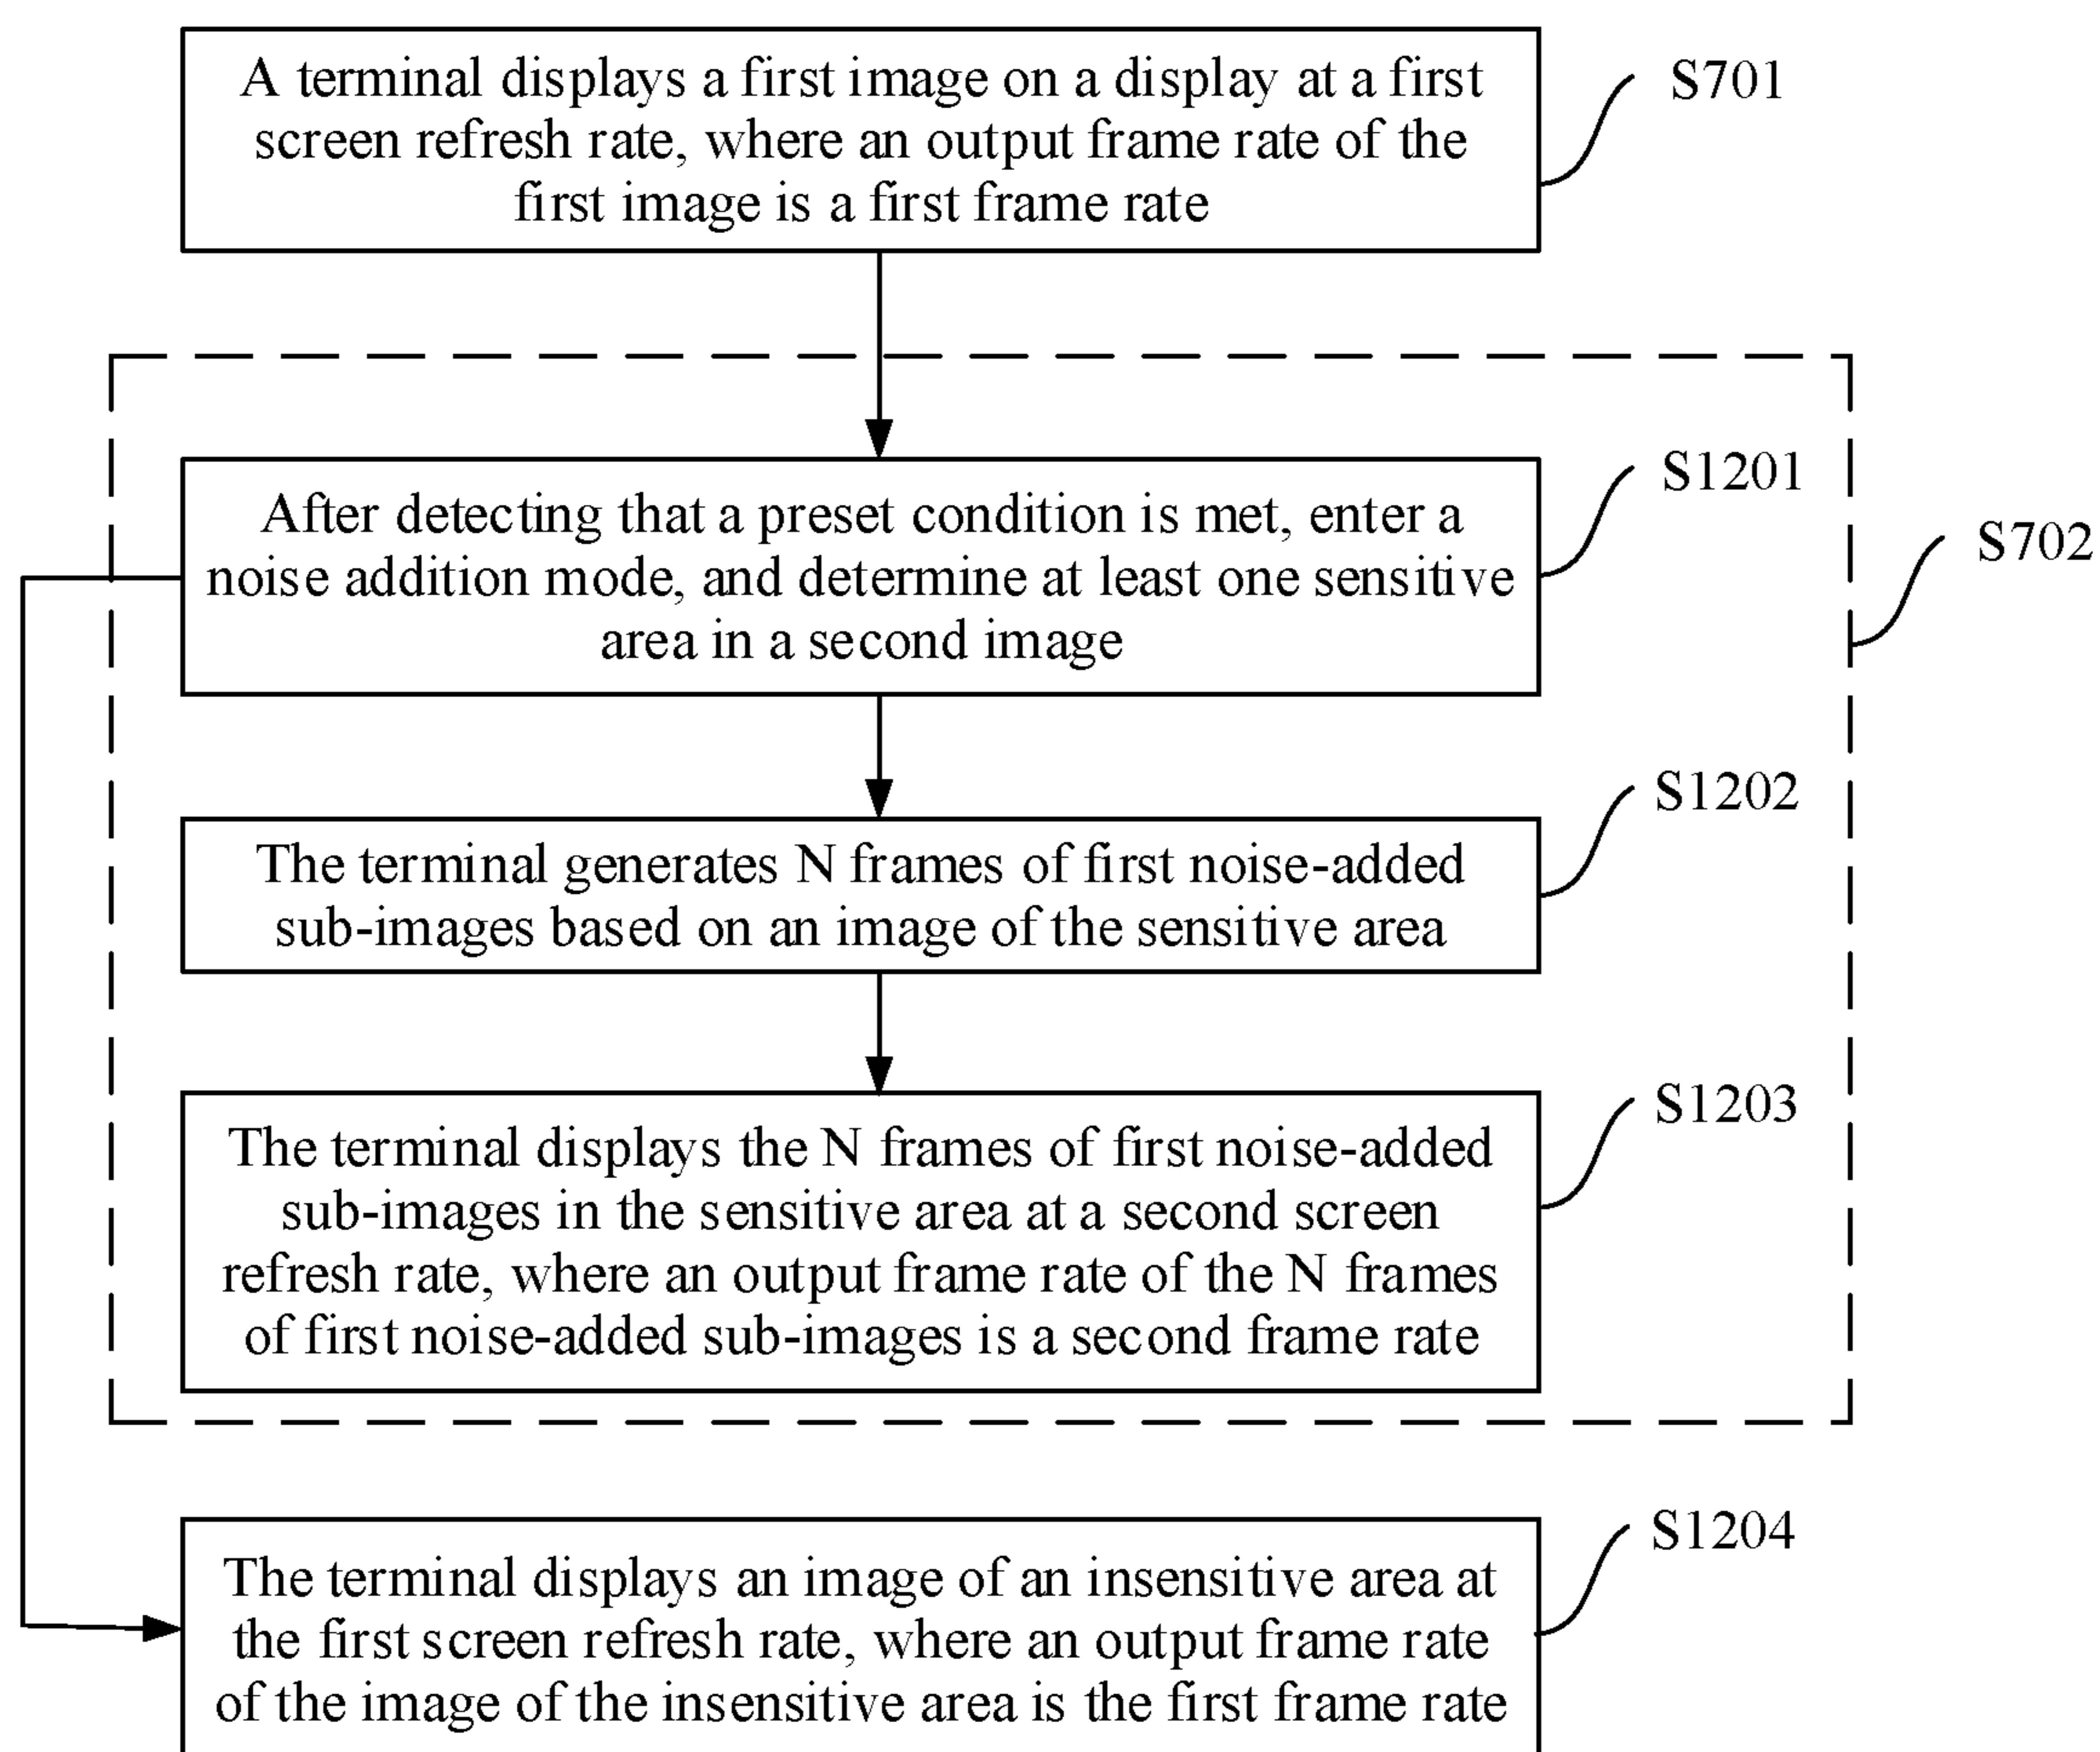 A terminal displays a first image on a display at a first
screen refresh rate, where an output frame rate of the
first image is a first frame rate
S701
After detecting that a preset condition is met, enter a
noise addition mode, and determine at least one sensitive
area in a second image
S1201
S702
The terminal generates N frames of first noise-added
sub-images based on an image of the sensitive area
S1202
The terminal displays the N frames of first noise-added
sub-images in the sensitive area at a second screen
refresh rate, where an output frame rate of the N frames
of first noise-added sub-images is a second frame rate
S1203
The terminal displays an image of an insensitive area at
the first screen refresh rate, where an output frame rate
of the image of the insensitive area is the first frame rate
S1204